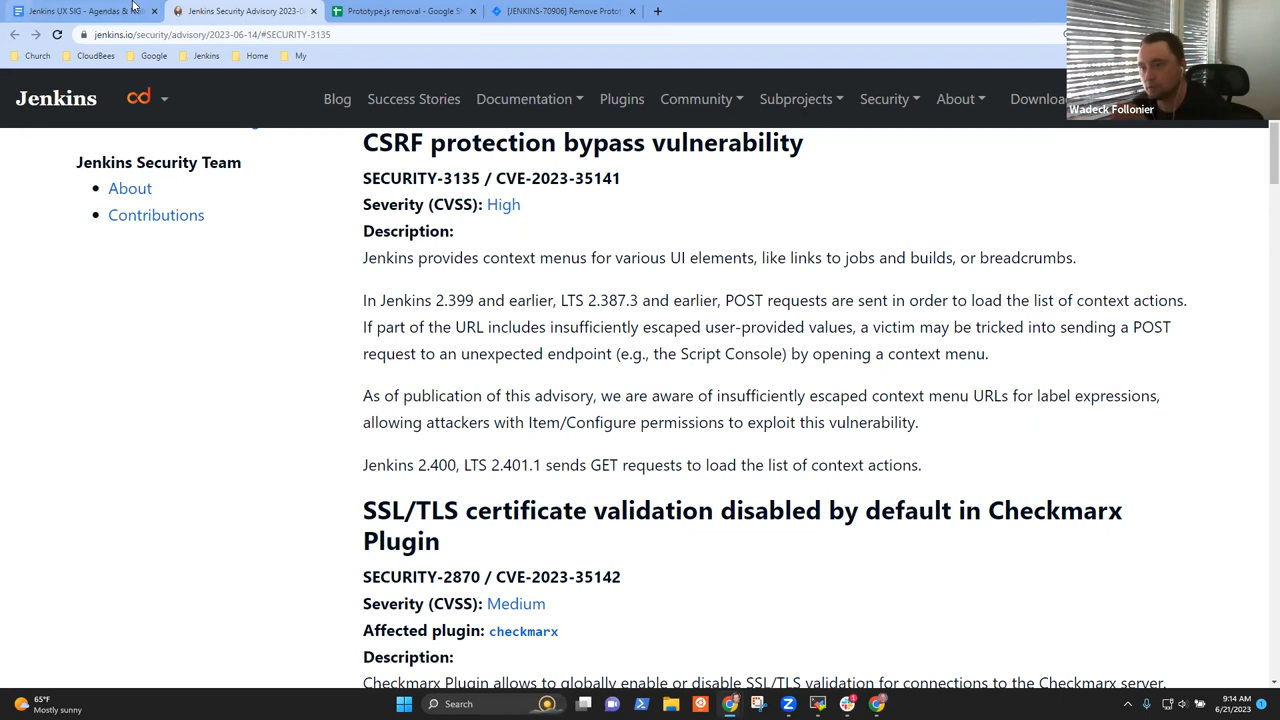 Jenkins UX SIG - Agendas &
Jenkins Security Advisory 2023-
Prototype.js removal - Google Sh
[JENKINS-70906] Remove Protot
jenkins.io/security/advisory/2023-06-14/#SECURITY-3135
Church
CloudBees
Google
Jenkins
Home
My
Wadeck Follonier
Jenkins
cd
Blog
Success Stories
Documentation
Plugins
Community
Subprojects
Security
About
Download
Jenkins Security Team
About
Contributions
CSRF protection bypass vulnerability
SECURITY-3135 / CVE-2023-35141
Severity (CVSS): High
Description:
Jenkins provides context menus for various UI elements, like links to jobs and builds, or breadcrumbs.
In Jenkins 2.399 and earlier, LTS 2.387.3 and earlier, POST requests are sent in order to load the list of context actions.
If part of the URL includes insufficiently escaped user-provided values, a victim may be tricked into sending a POST
request to an unexpected endpoint (e.g., the Script Console) by opening a context menu.
As of publication of this advisory, we are aware of insufficiently escaped context menu URLs for label expressions,
allowing attackers with Item/Configure permissions to exploit this vulnerability.
Jenkins 2.400, LTS 2.401.1 sends GET requests to load the list of context actions.
SSL/TLS certificate validation disabled by default in Checkmarx
Plugin
SECURITY-2870 / CVE-2023-35142
Severity (CVSS): Medium
Affected plugin: checkmarx
Description:
Checkmarx Plugin allows to globally enable or disable SSL/TLS validation for connections to the Checkmarx server.
65°F
Mostly sunny
Search
9:14 AM
6/21/2023